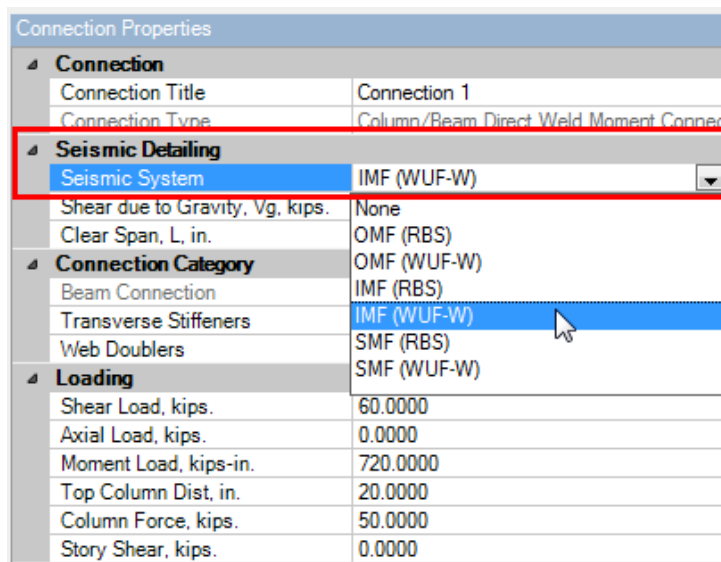 Connection Properties
Connection
Connection Title Connection 1
Connection Type Column/Beam Direct Weld Moment Connec
Seismic Detailing
Seismic System IMF (WUF-W)
Shear due to Gravity, Vg, kips. None
Clear Span, L, in. OMF (RBS)
Connection Category OMF (WUF-W)
Beam Connection IMF (RBS)
Transverse Stiffeners IMF (WUF-W)
Web Doublers SMF (RBS)
Loading SMF (WUF-W)
Shear Load, kips. 60.0000
Axial Load, kips. 0.0000
Moment Load, kips-in. 720.0000
Top Column Dist, in. 20.0000
Column Force, kips. 50.0000
Story Shear, kips. 0.0000